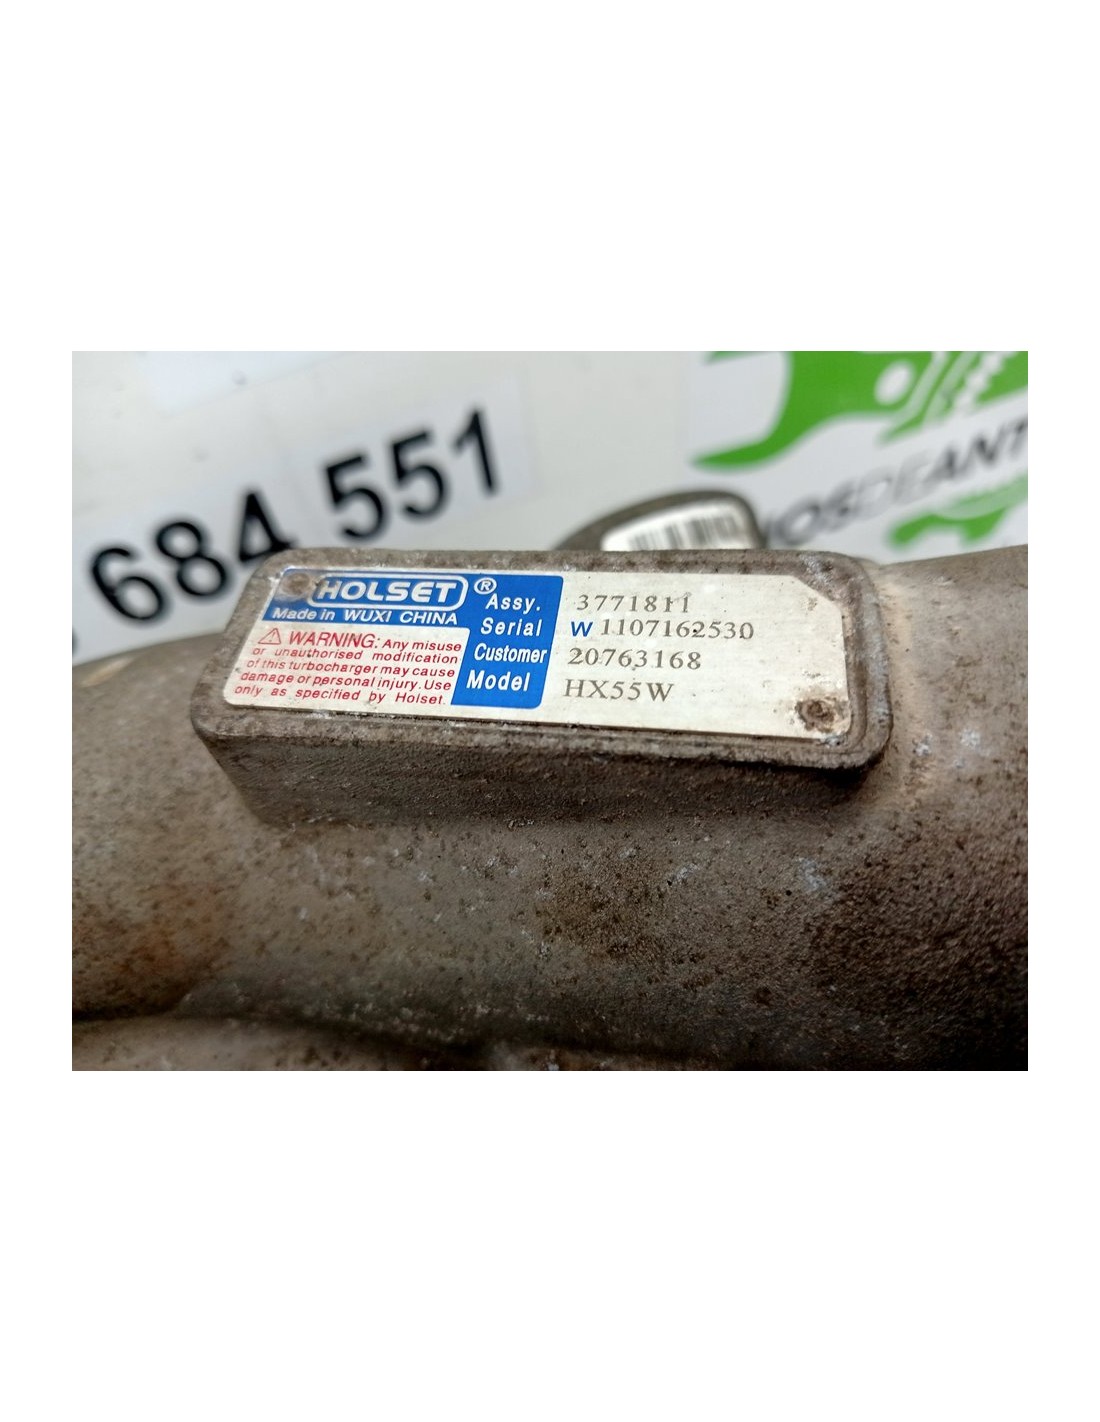 684 551
OSDEANT
HOLSET ®
Made in WUXI CHINA
WARNING: Any misuse
or unauthorised modification
of this turbocharger may cause
damage or personal injury. Use
only as specified by Holset.
Assy. 3771811
Serial W 1107162530
Customer 20763168
Model HX55W